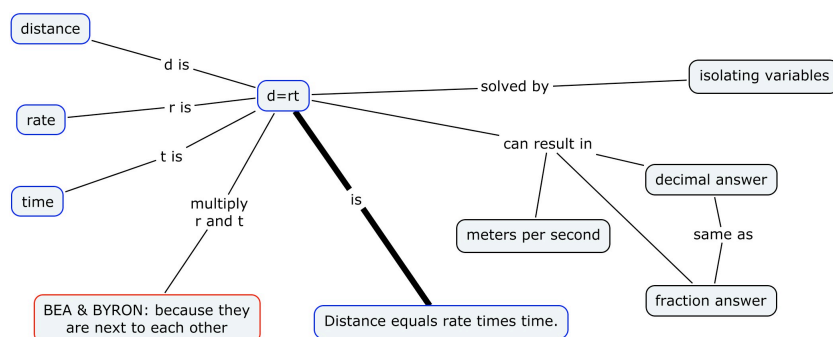 distance
d is
isolating variables
solved by
d=rt
r is
rate
can result in
t is
decimal answer
time
multiply
r and t
is
meters per second
same as
fraction answer
BEA & BYRON: because they
are next to each other
Distance equals rate times time.